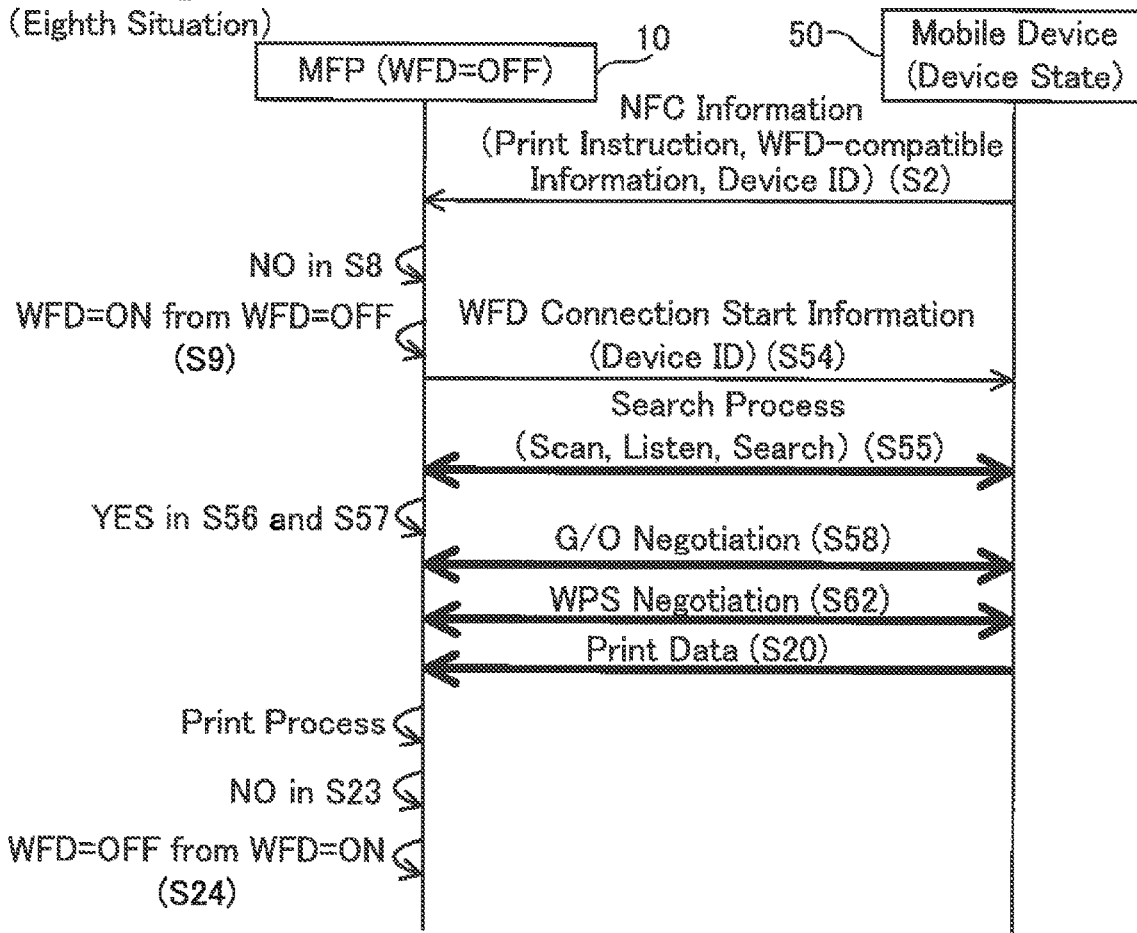 (Eighth Situation)
10
50
MFP (WFD=OFF)
Mobile Device
(Device State)
NFC Information
(Print Instruction, WFD-compatible
Information, Device ID) (S2)
NO in S8
WFD=ON from WFD=OFF
(S9)
WFD Connection Start Information
(Device ID) (S54)
Search Process
(Scan, Listen, Search) (S55)
YES in S56 and S57
G/O Negotiation (S58)
WPS Negotiation (S62)
Print Data (S20)
Print Process
NO in S23
WFD=OFF from WFD=ON
(S24)